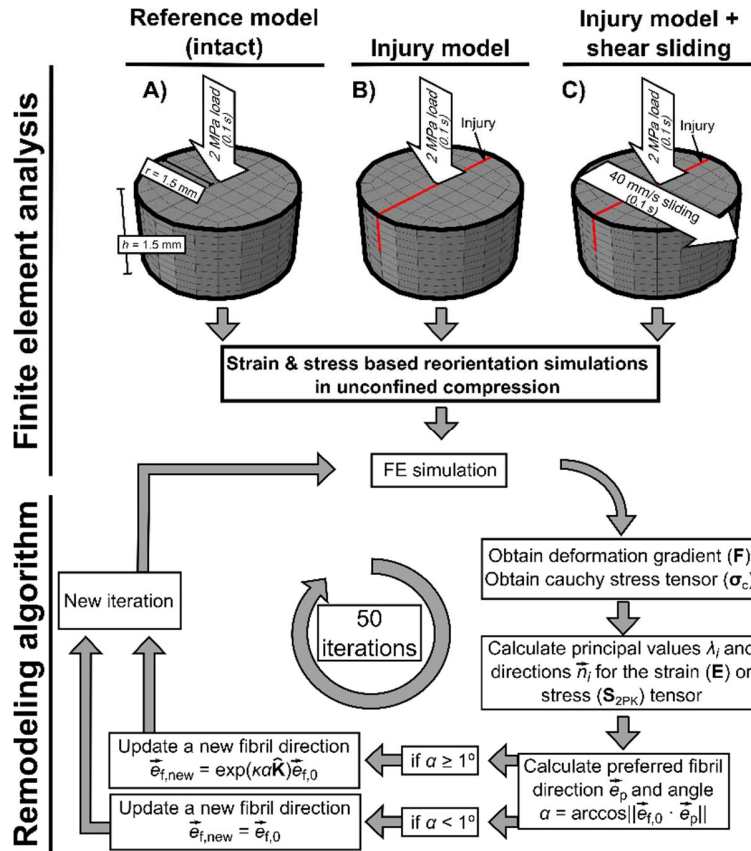 Reference model
(intact)
Injury model
Injury model +
shear sliding
Finite element analysis
A)
2 MPa load
(0.1 s)
r = 1.5 mm
h = 1.5 mm
B)
2 MPa load
(0.1 s)
Injury
C)
2 MPa load
(0.1 s)
Injury
40 mm/s sliding
(0.1 s)
Strain & stress based reorientation simulations
in unconfined compression
FE simulation
Remodeling algorithm
Obtain deformation gradient (F)
Obtain cauchy stress tensor (σc)
New iteration
50
iterations
Calculate principal values λi and
directions n⃗i for the strain (E) or
stress (S2PK) tensor
Update a new fibril direction
e⃗f,new = exp(καK̂)e⃗f,0
if α ≥ 1º
Calculate preferred fibril
direction e⃗p and angle
α = arccos||e⃗f,0 · e⃗p||
Update a new fibril direction
e⃗f,new = e⃗f,0
if α < 1º